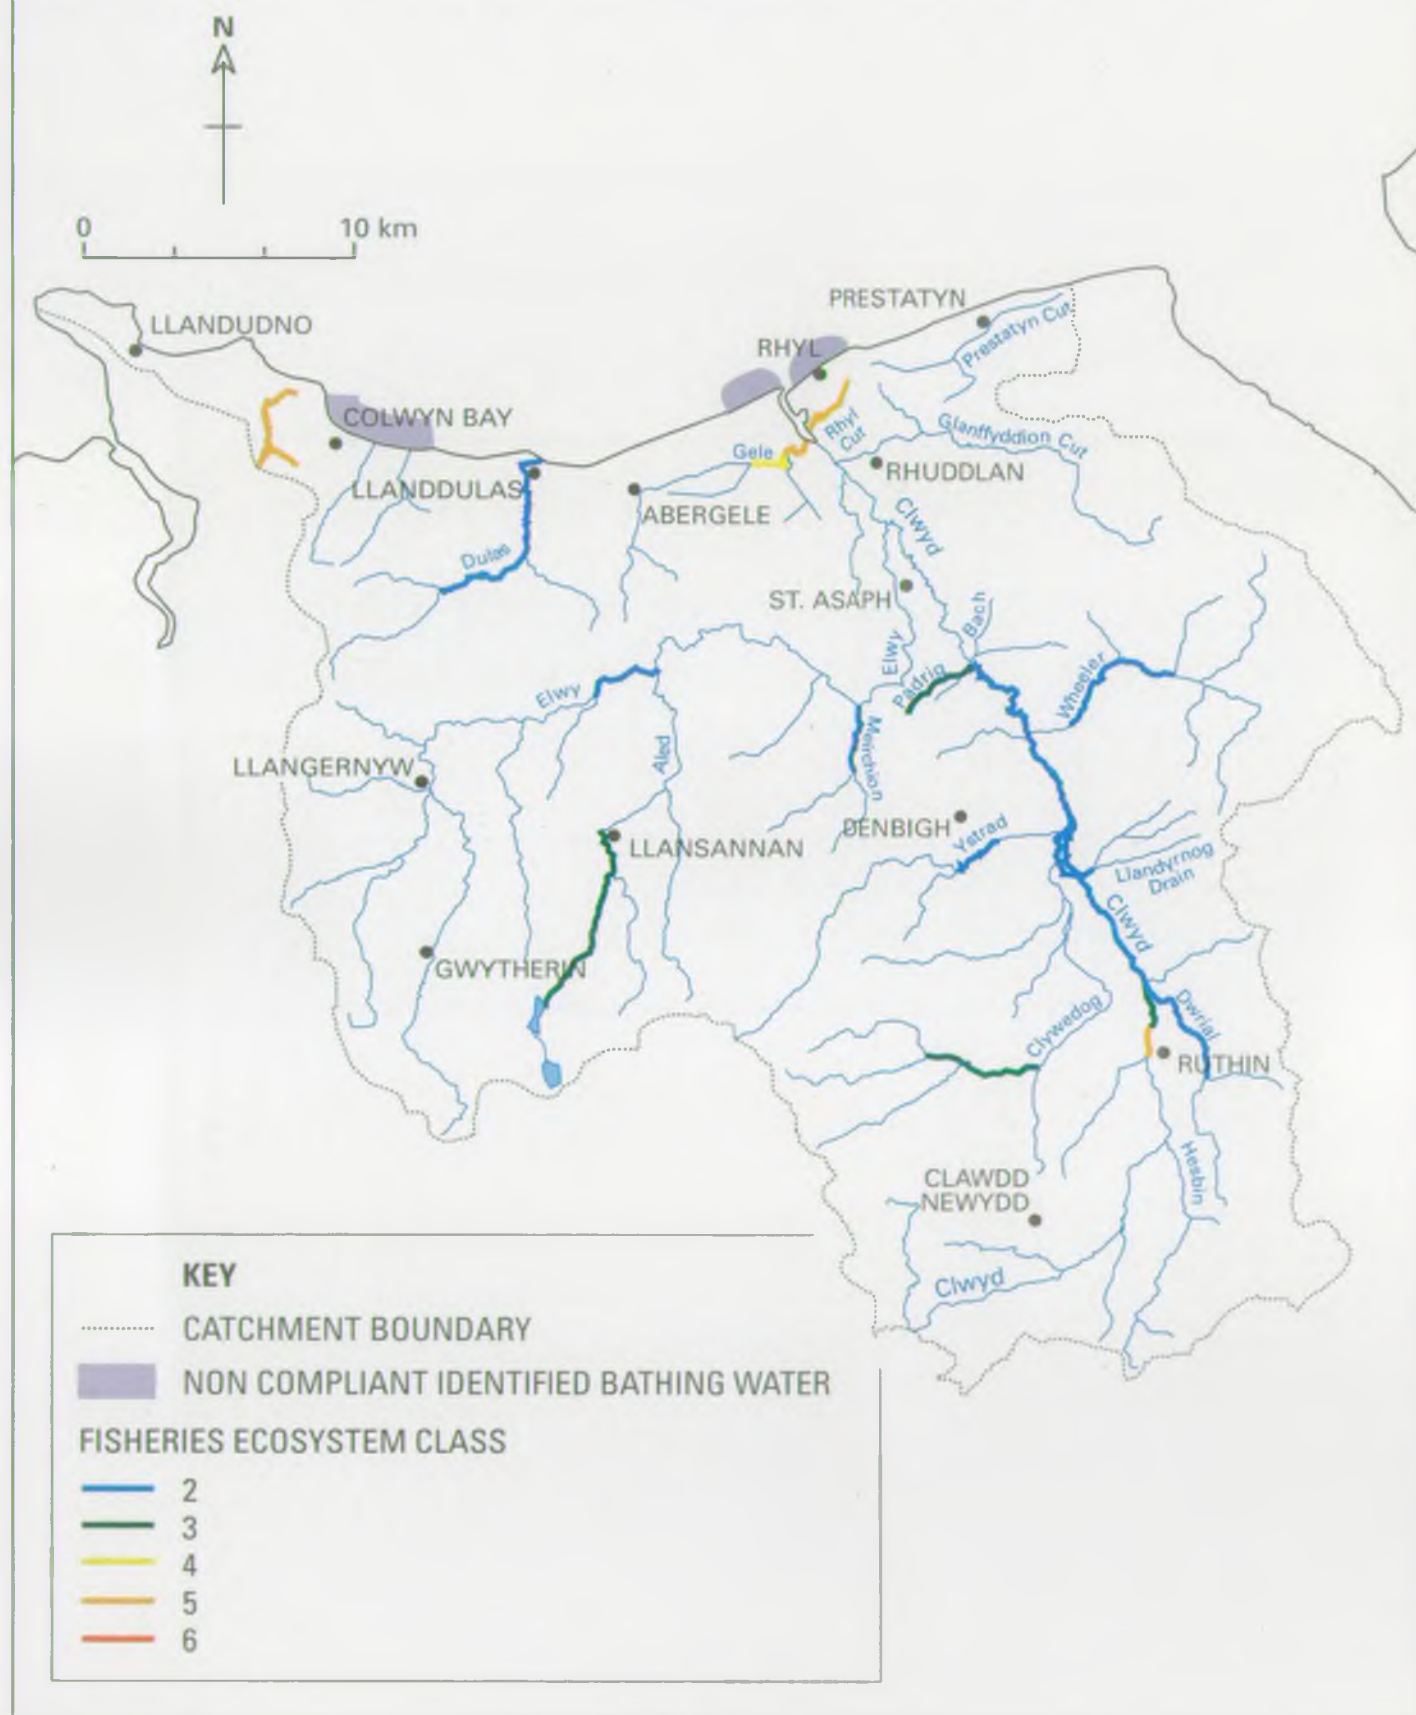 N
0 10 km
PRESTATYN
LLANDUDNO
Prestatyn Cut
RHYL
COLWYN BAY
Rhyl
Cut
Glanffyddion Cut
Gele
RHUDDLAN
LLANDDULAS
ABERGELE
Clwyd
Dulas
ST. ASAPH
Bach
Elwy
Padrig
Wheeler
Elwy
Meirchion
Aled
LLANGERNYW
DENBIGH
Ystrad
LLANSANNAN
Llandyrnog
Drain
Clwyd
GWYTHERIN
Clywedog
Dwrial
RUTHIN
Hesbin
CLAWDD
NEWYDD
Clwyd
KEY
CATCHMENT BOUNDARY
NON COMPLIANT IDENTIFIED BATHING WATER
FISHERIES ECOSYSTEM CLASS
2
3
4
5
6